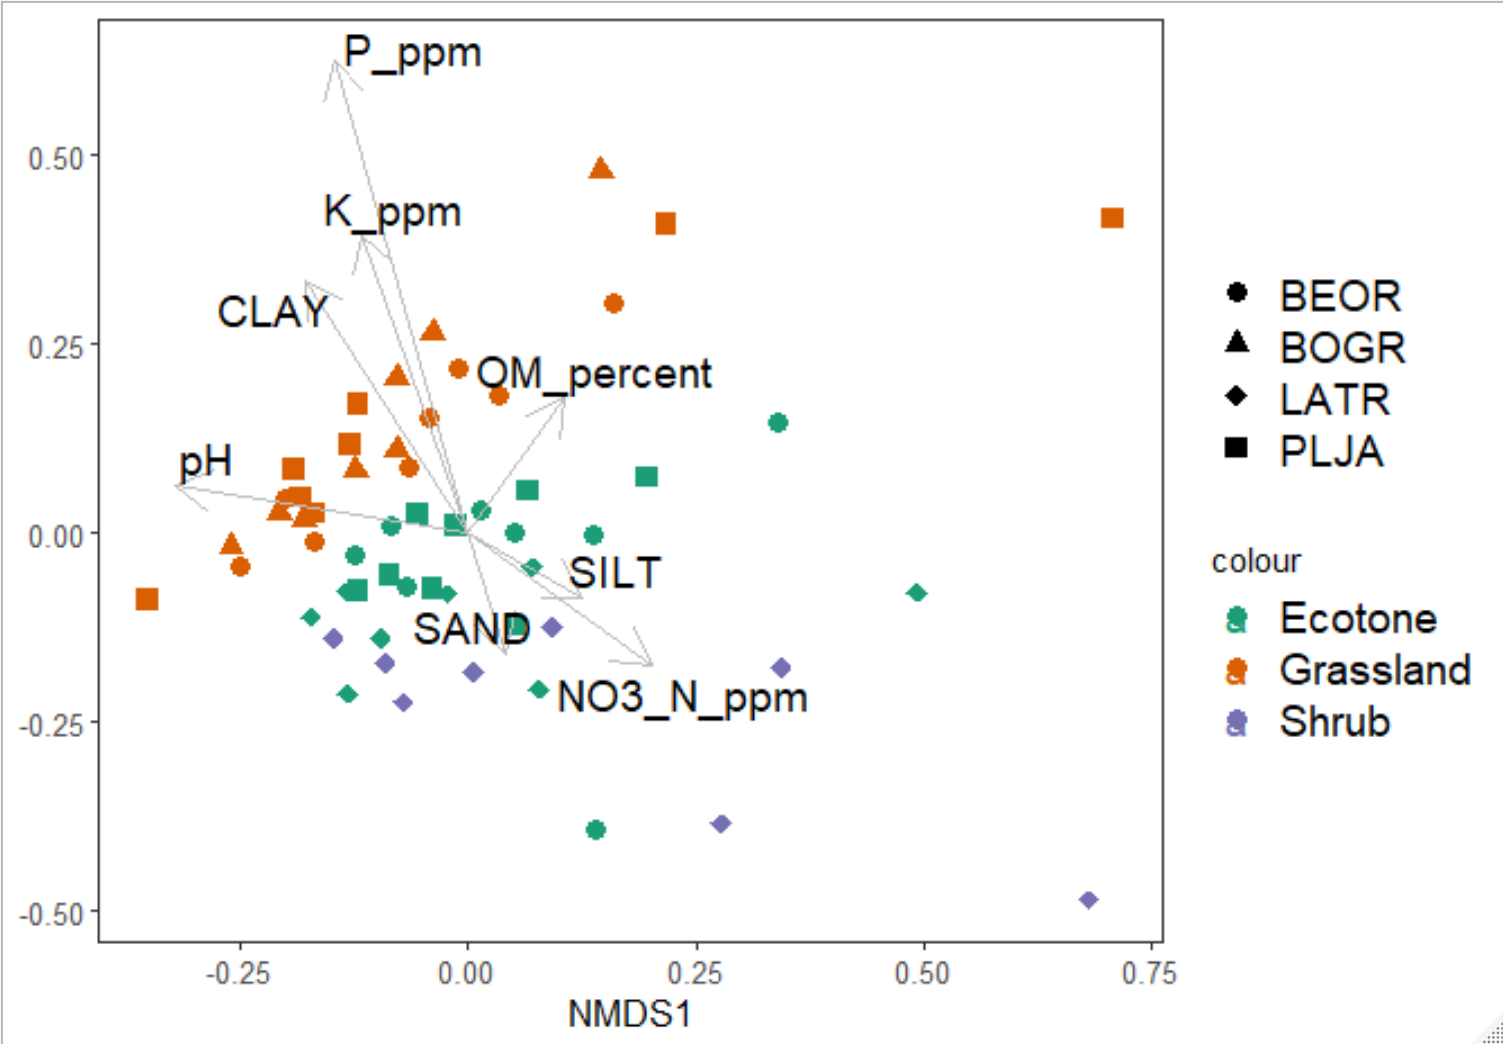 P_ppm
K_ppm
CLAY
OM_percent
pH
SILT
SAND
NO3_N_ppm
0.50
0.25
0.00
-0.25
-0.50
-0.25
0.00
0.25
0.50
0.75
NMDS1
BEOR
BOGR
LATR
PLJA
colour
a Ecotone
a Grassland
a Shrub